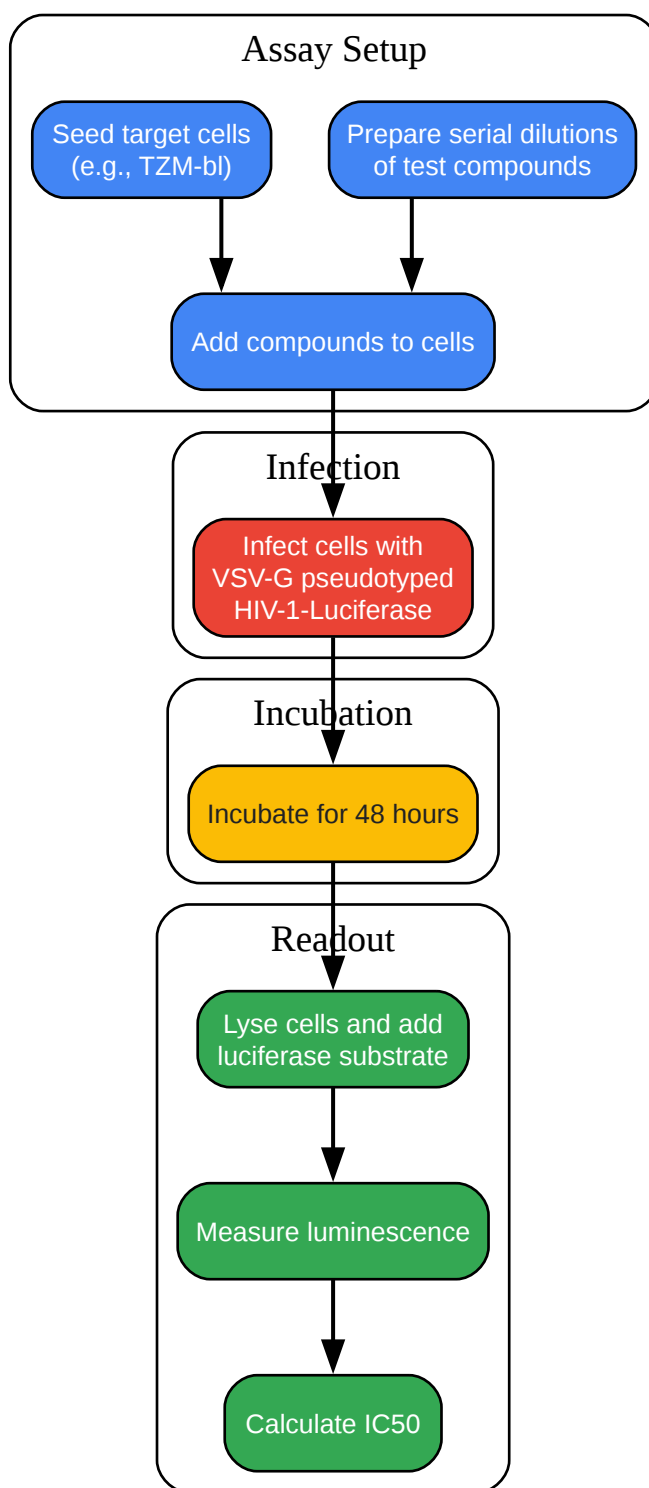 Assay Setup
Seed target cells
(e.g., TZM-bl)
Prepare serial dilutions
of test compounds
Add compounds to cells
Infection
Infect cells with
VSV-G pseudotyped
HIV-1-Luciferase
Incubation
Incubate for 48 hours
Readout
Lyse cells and add
luciferase substrate
Measure luminescence
Calculate IC50